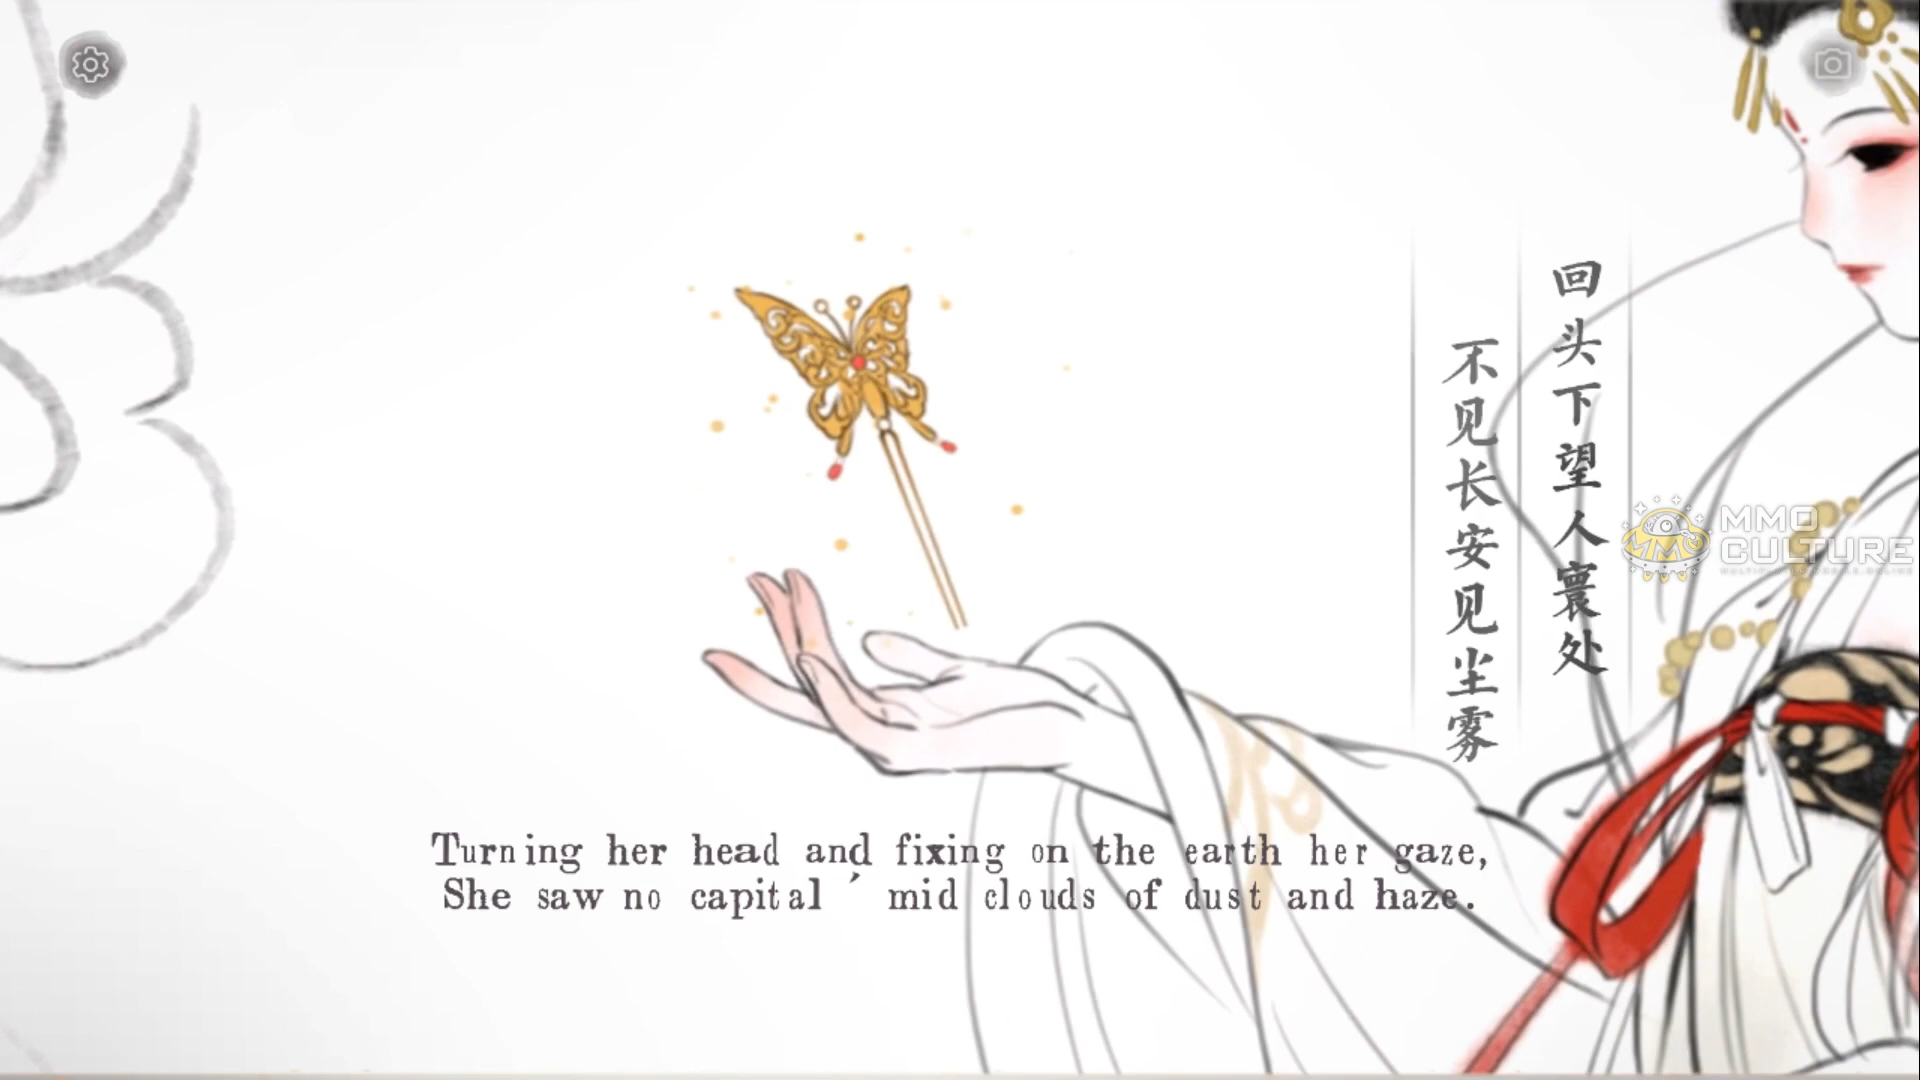 回头下望人寰处
不见长安见尘雾
MMO
CULTURE
MMO
Turning her head and fixing on the earth her gaze,
She saw no capital ' mid clouds of dust and haze.